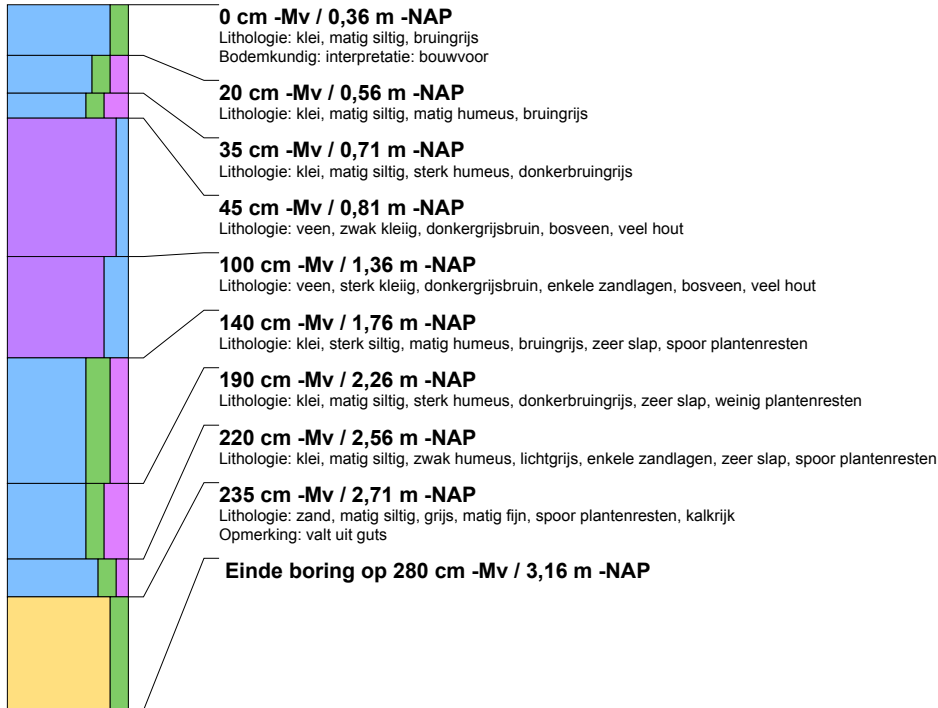 0 cm -Mv / 0,36 m -NAP
Lithologie: klei, matig siltig, bruingrijs
Bodemkundig: interpretatie: bouwvoor
20 cm -Mv / 0,56 m -NAP
Lithologie: klei, matig siltig, matig humeus, bruingrijs
35 cm -Mv / 0,71 m -NAP
Lithologie: klei, matig siltig, sterk humeus, donkerbruingrijs
45 cm -Mv / 0,81 m -NAP
Lithologie: veen, zwak kleiig, donkergrijsbruin, bosveen, veel hout
100 cm -Mv / 1,36 m -NAP
Lithologie: veen, sterk kleiig, donkergrijsbruin, enkele zandlagen, bosveen, veel hout
140 cm -Mv / 1,76 m -NAP
Lithologie: klei, sterk siltig, matig humeus, bruingrijs, zeer slap, spoor plantenresten
190 cm -Mv / 2,26 m -NAP
Lithologie: klei, matig siltig, sterk humeus, donkerbruingrijs, zeer slap, weinig plantenresten
220 cm -Mv / 2,56 m -NAP
Lithologie: klei, matig siltig, zwak humeus, lichtgrijs, enkele zandlagen, zeer slap, spoor plantenresten
235 cm -Mv / 2,71 m -NAP
Lithologie: zand, matig siltig, grijs, matig fijn, spoor plantenresten, kalkrijk
Opmerking: valt uit guts
Einde boring op 280 cm -Mv / 3,16 m -NAP